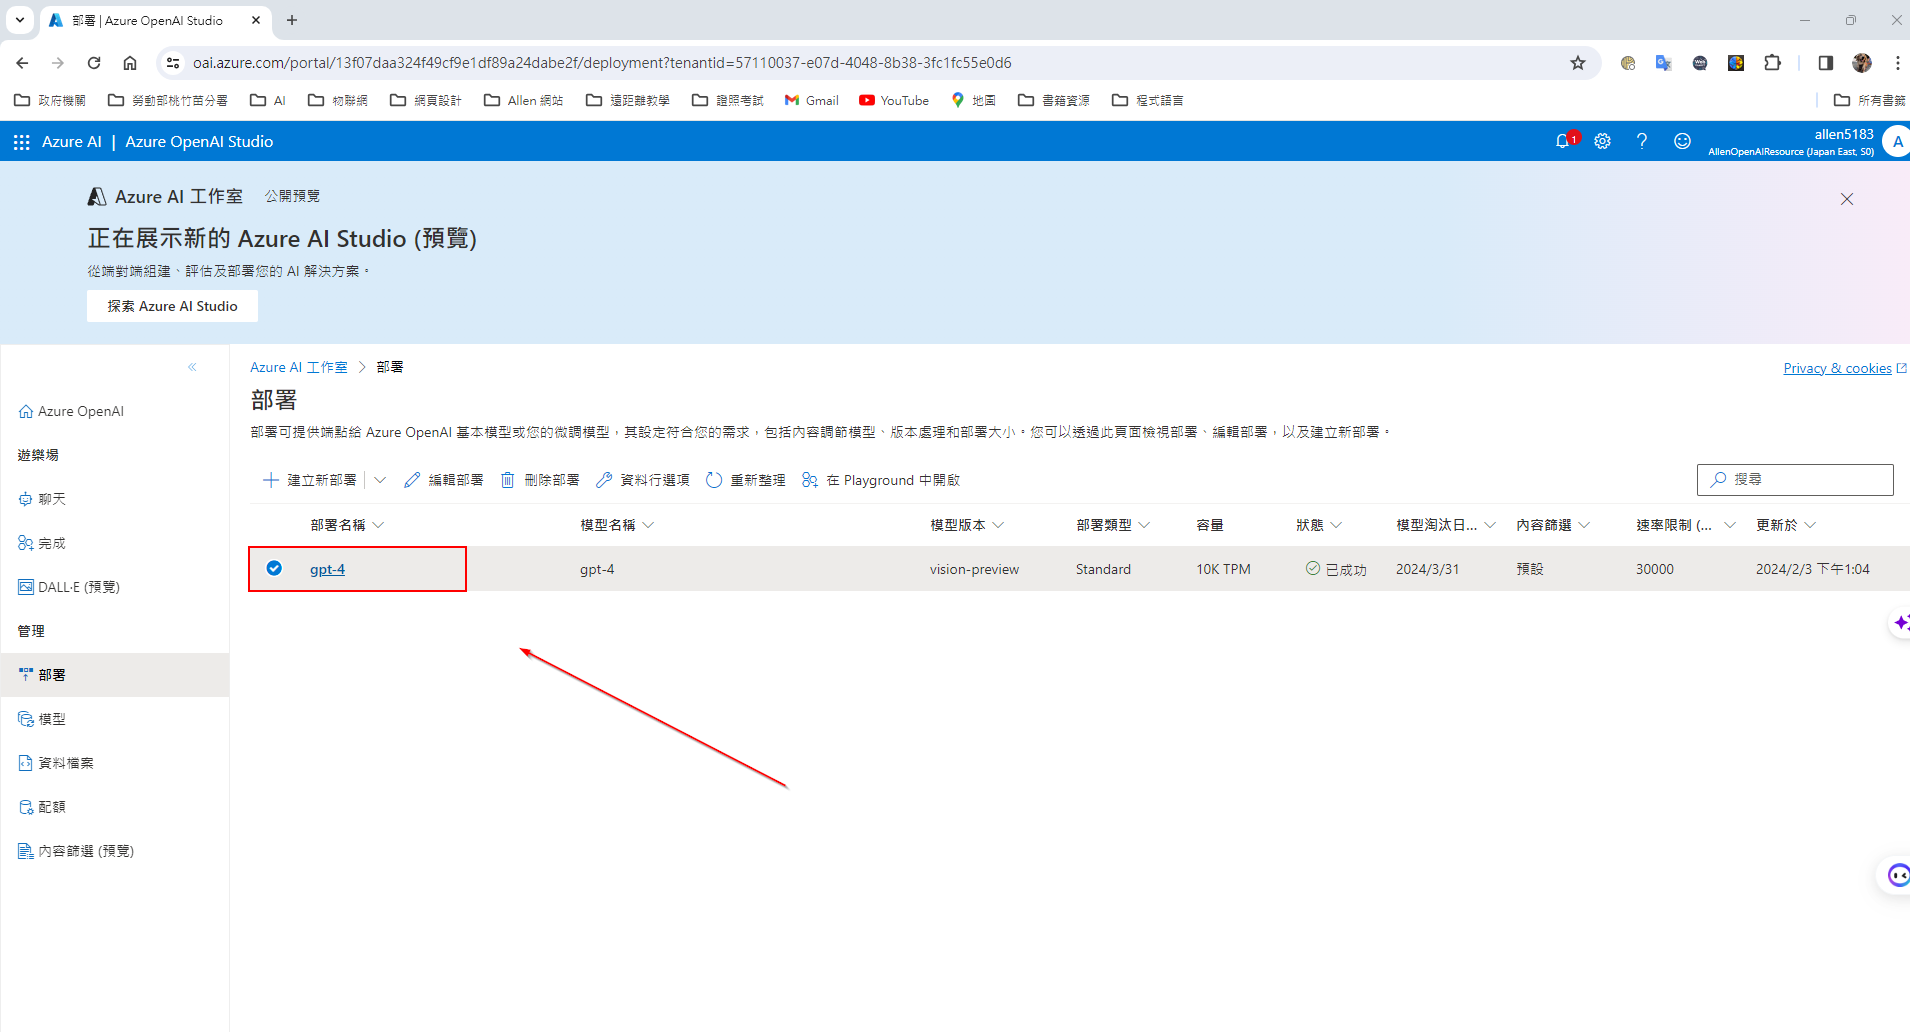 部署 | Azure OpenAI Studio
oai.azure.com/portal/13f07daa324f49cf9e1df89a24dabe2f/deployment?tenantid=57110037-e07d-4048-8b38-3fc1fc55e0d6
政府機關 勞動部桃竹苗分署 AI 物聯網 網頁設計 Allen 網站 遠距離教學 證照考試 Gmail YouTube 地圖 書籍資源 程式語言 所有書籤
Azure AI | Azure OpenAI Studio
1
allen5183
AllenOpenAIResource (Japan East, S0)
A
Azure AI 工作室 公開預覽
正在展示新的 Azure AI Studio (預覽)
從端對端組建、評估及部署您的 AI 解決方案。
探索 Azure AI Studio
Azure OpenAI
遊樂場
聊天
完成
DALL·E (預覽)
管理
部署
模型
資料檔案
配額
內容篩選 (預覽)
Azure AI 工作室 > 部署
Privacy & cookies
部署
部署可提供端點給 Azure OpenAI 基本模型或您的微調模型，其設定符合您的需求，包括內容調節模型、版本處理和部署大小。您可以透過此頁面檢視部署、編輯部署，以及建立新部署。
建立新部署 編輯部署 刪除部署 資料行選項 重新整理 在 Playground 中開啟 搜尋
部署名稱 模型名稱 模型版本 部署類型 容量 狀態 模型淘汰日... 內容篩選 速率限制 (... 更新於
gpt-4 gpt-4 vision-preview Standard 10K TPM 已成功 2024/3/31 預設 30000 2024/2/3 下午1:04